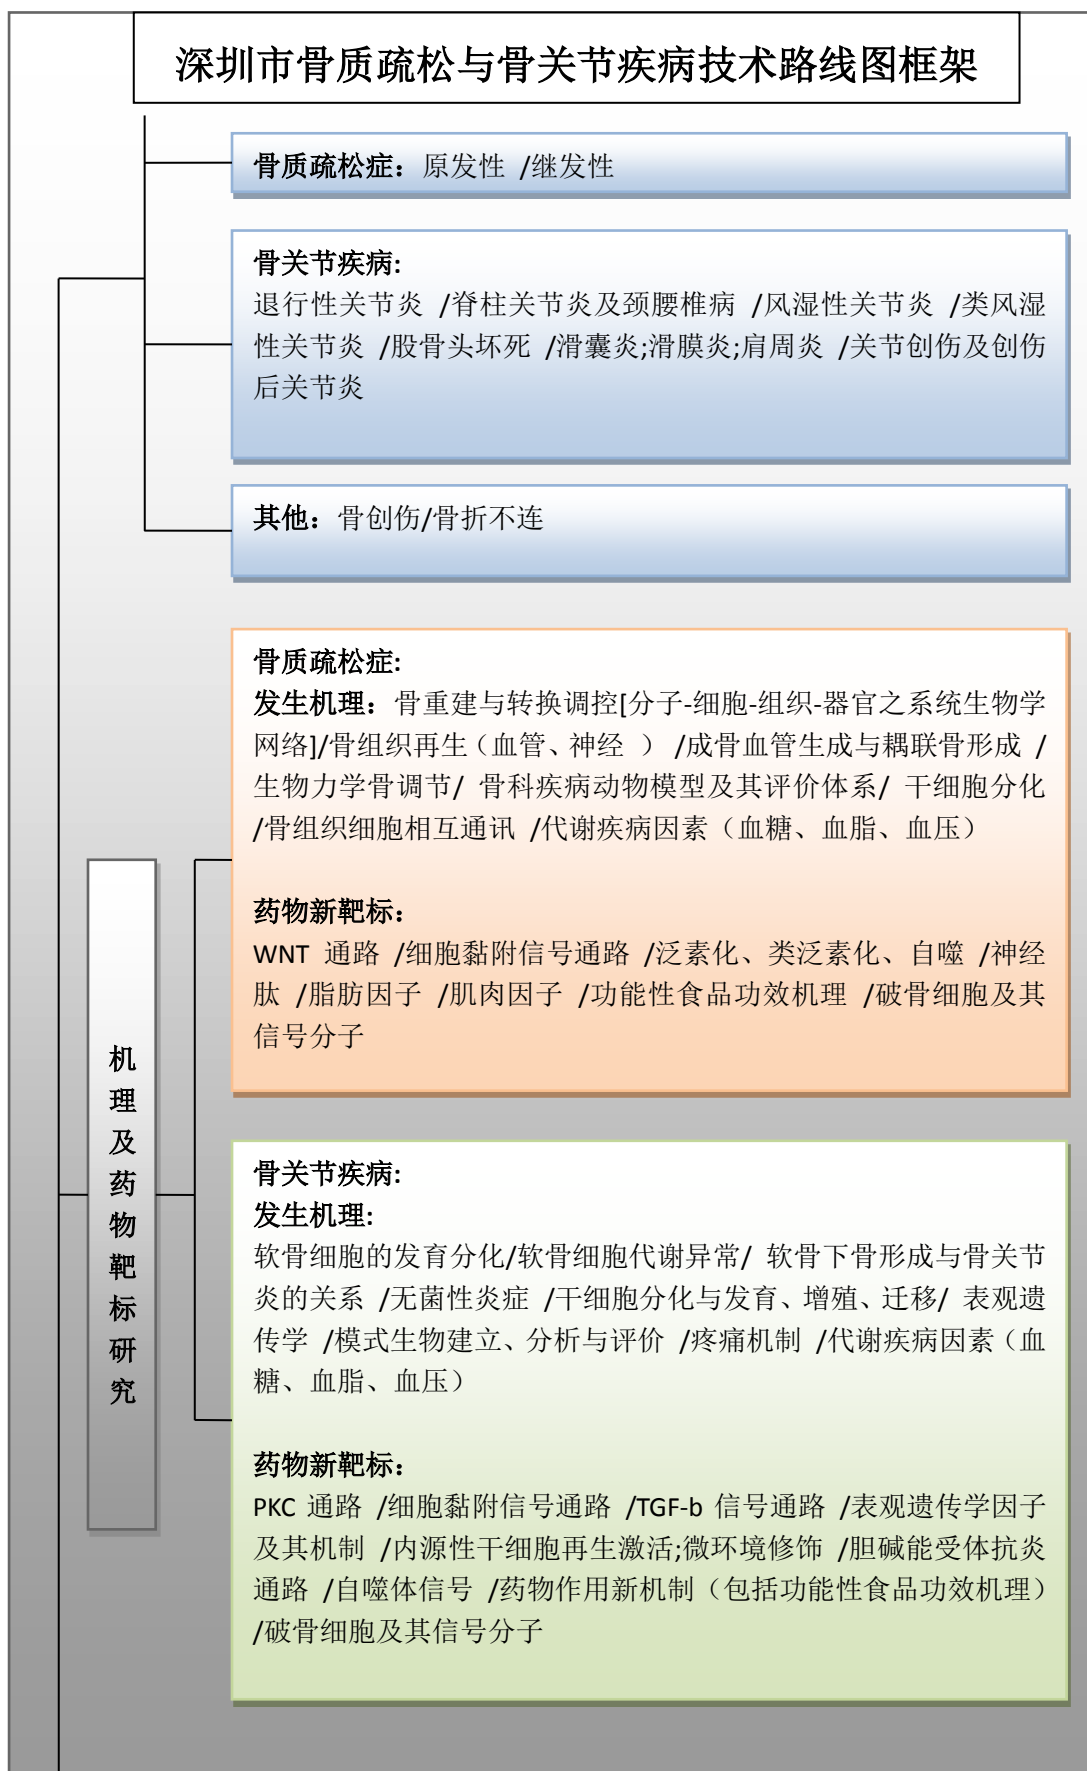 深圳市骨质疏松与骨关节疾病技术路线图框架
骨质疏松症：原发性 /继发性
骨关节疾病:
退行性关节炎 /脊柱关节炎及颈腰椎病 /风湿性关节炎 /类风湿
性关节炎 /股骨头坏死 /滑囊炎;滑膜炎;肩周炎 /关节创伤及创伤
后关节炎
其他：骨创伤/骨折不连
骨质疏松症:
发生机理：骨重建与转换调控[分子-细胞-组织-器官之系统生物学
网络]/骨组织再生（血管、神经 ） /成骨血管生成与耦联骨形成 /
生物力学骨调节/ 骨科疾病动物模型及其评价体系/ 干细胞分化
/骨组织细胞相互通讯 /代谢疾病因素（血糖、血脂、血压）
药物新靶标：
WNT 通路 /细胞黏附信号通路 /泛素化、类泛素化、自噬 /神经
肽 /脂肪因子 /肌肉因子 /功能性食品功效机理 /破骨细胞及其
信号分子
机理及药物靶标研究
骨关节疾病:
发生机理:
软骨细胞的发育分化/软骨细胞代谢异常/ 软骨下骨形成与骨关节
炎的关系 /无菌性炎症 /干细胞分化与发育、增殖、迁移/ 表观遗
传学 /模式生物建立、分析与评价 /疼痛机制 /代谢疾病因素（血
糖、血脂、血压）
药物新靶标：
PKC 通路 /细胞黏附信号通路 /TGF-b 信号通路 /表观遗传学因子
及其机制 /内源性干细胞再生激活;微环境修饰 /胆碱能受体抗炎
通路 /自噬体信号 /药物作用新机制（包括功能性食品功效机理）
/破骨细胞及其信号分子